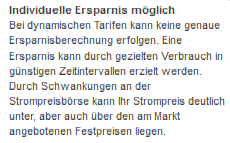 Individuelle Ersparnis möglich
Bei dynamischen Tarifen kann keine genaue
Ersparnisberechnung erfolgen. Eine
Ersparnis kann durch gezielten Verbrauch in
günstigen Zeitintervallen erzielt werden.
Durch Schwankungen an der
Strompreisbörse kann Ihr Strompreis deutlich
unter, aber auch über den am Markt
angebotenen Festpreisen liegen.